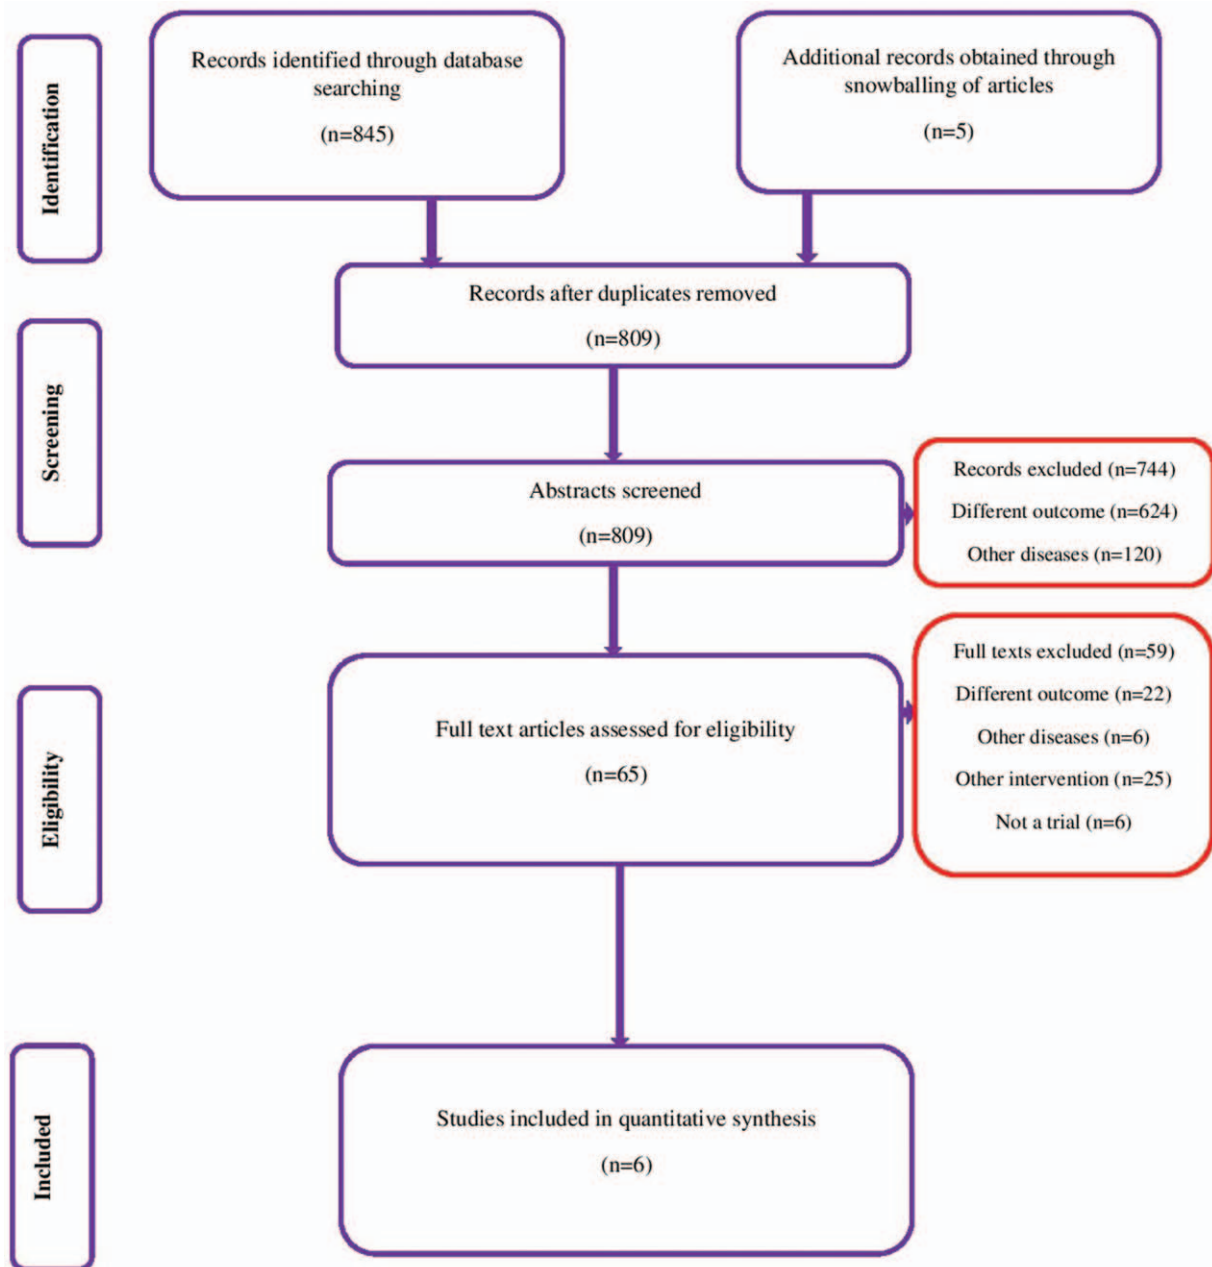 Identification
Records identified through database
searching
(n=845)
Additional records obtained through
snowballing of articles
(n=5)
Records after duplicates removed
(n=809)
Screening
Abstracts screened
(n=809)
Records excluded (n=744)
Different outcome (n=624)
Other diseases (n=120)
Eligibility
Full text articles assessed for eligibility
(n=65)
Full texts excluded (n=59)
Different outcome (n=22)
Other diseases (n=6)
Other intervention (n=25)
Not a trial (n=6)
Included
Studies included in quantitative synthesis
(n=6)